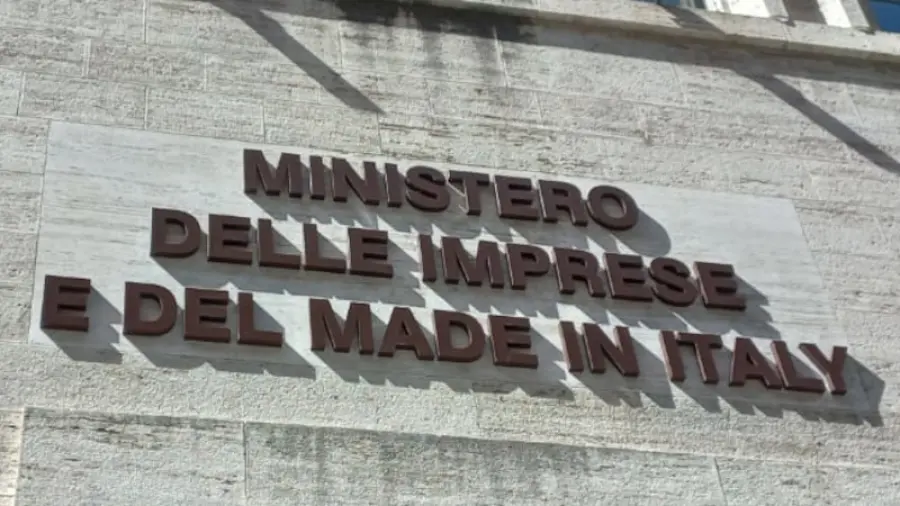 MINISTERO
DELLE IMPRESE
E DEL MADE IN ITALY